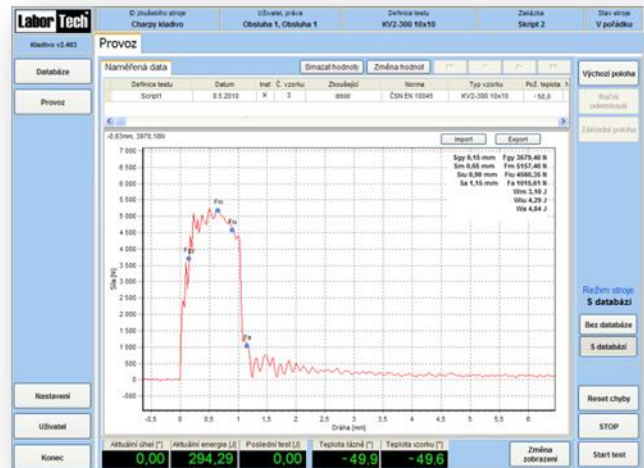 Labor Tech
ID zkušebního stroje
Charpy kladivo
Uživatel, práva
Obsluha 1, Obsluha 1
Definice testu
KV2-300 10x10
Zakázka
Skript 2
Stav stroje
V pořádku
Kladivo v2.403
Provoz
Databáze
Provoz
Nastavení
Uživatel
Konec
Naměřená data
Smazat hodnoty
Změna hodnot
Definice testu Datum Inst Č. vzorku Zkoušející Norma Typ vzorku Pož. teplota
Script1 8.5.2010 3 ČSN EN 10045 KV2-300 10x10 -50,0
-0,63mm, 3978,18N
Import
Export
Sgy 0,15 mm Fgy 3679,40 N
Sm 0,65 mm Fm 5157,40 N
Siu 0,90 mm Fiu 4566,35 N
Sa 1,15 mm Fa 1015,61 N
Wm 3,10 J
Wiu 4,29 J
Wa 4,84 J
7 000
6 500
6 000
5 500
5 000
4 500
4 000
3 500
3 000
2 500
2 000
1 500
1 000
500
0
-500
Síla [N]
Fgy
Fm
Fiu
Fa
-0,5 0 0,5 1 1,5 2 2,5 3 3,5 4 4,5 5 5,5 6
Dráha [mm]
Aktuální úhel [°] Aktuální energie [J] Poslední test [J] Teplota lázně [°] Teplota vzorku [°]
0,00 294,29 0,00 -49,9 -49,6
Změna
zobrazení
Výchozí poloha
Ruční
odemknutí
Základní poloha
Režim stroje
S databází
Bez databáze
S databází
Reset chyby
STOP
Start test